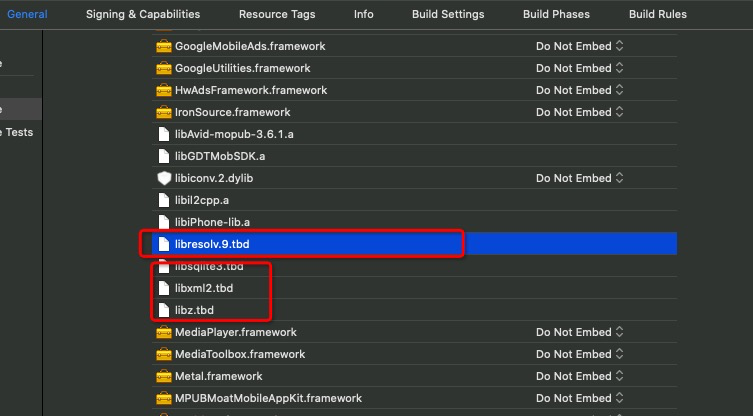 General Signing & Capabilities Resource Tags Info Build Settings Build Phases Build Rules
GoogleMobileAds.framework Do Not Embed
GoogleUtilities.framework Do Not Embed
HwAdsFramework.framework Do Not Embed
IronSource.framework Do Not Embed
e Tests libAvid-mopub-3.6.1.a
libGDTMobSDK.a
libiconv.2.dylib Do Not Embed
libil2cpp.a
libiPhone-lib.a
libresolv.9.tbd
libsqlite3.tbd
libxml2.tbd
libz.tbd
MediaPlayer.framework Do Not Embed
MediaToolbox.framework Do Not Embed
Metal.framework Do Not Embed
MPUBMoatMobileAppKit.framework Do Not Embed